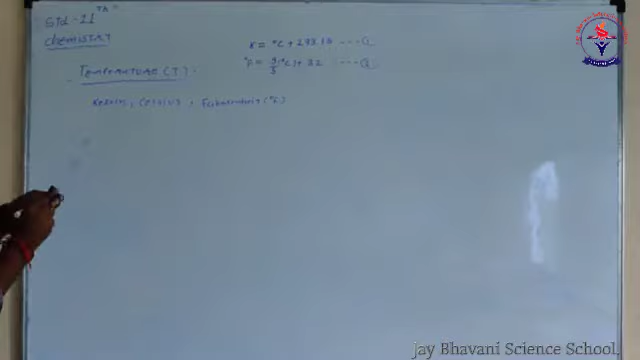 Std - 11th
Chemistry
K = °C + 273.15 ---- ①
Temperature (T) :
°F = 9/5 (°C) + 32 ---- ②
Kelvin, Celsius, Fahrenheit (°F)
Jay Bhavani Science School.